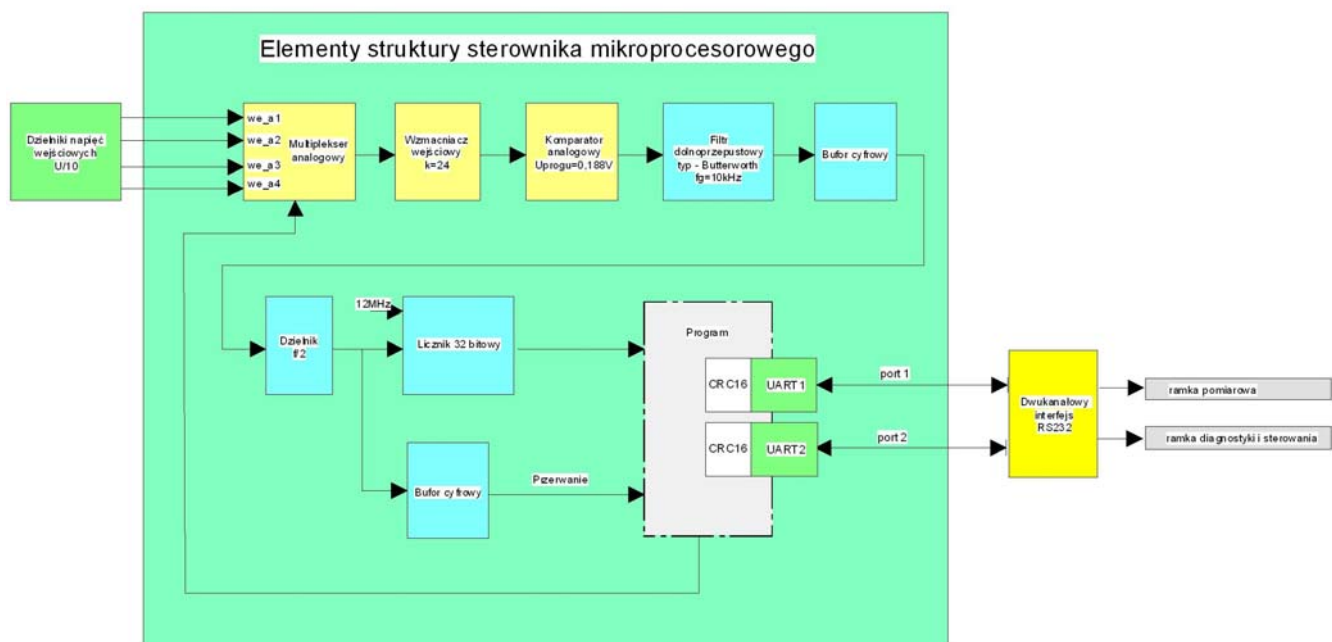 Elementy struktury sterownika mikroprocesorowego
Dzielniki napięć
wejściowych
U/10
we_a1
we_a2
we_a3
we_a4
Multiplekser
analogowy
Wzmacniacz
wejściowy
k=24
Komparator
analogowy
Uprogu=0,188V
Filtr
dolnoprzepustowy
typ - Butterworth
fg=10kHz
Bufor cyfrowy
Dzielnik
f/2
12MHz
Licznik 32 bitowy
Bufor cyfrowy
Przerwanie
Program
CRC16
UART1
CRC16
UART2
port 1
port 2
Dwukanałowy
interfejs
RS232
ramka pomiarowa
ramka diagnostyki i sterowania